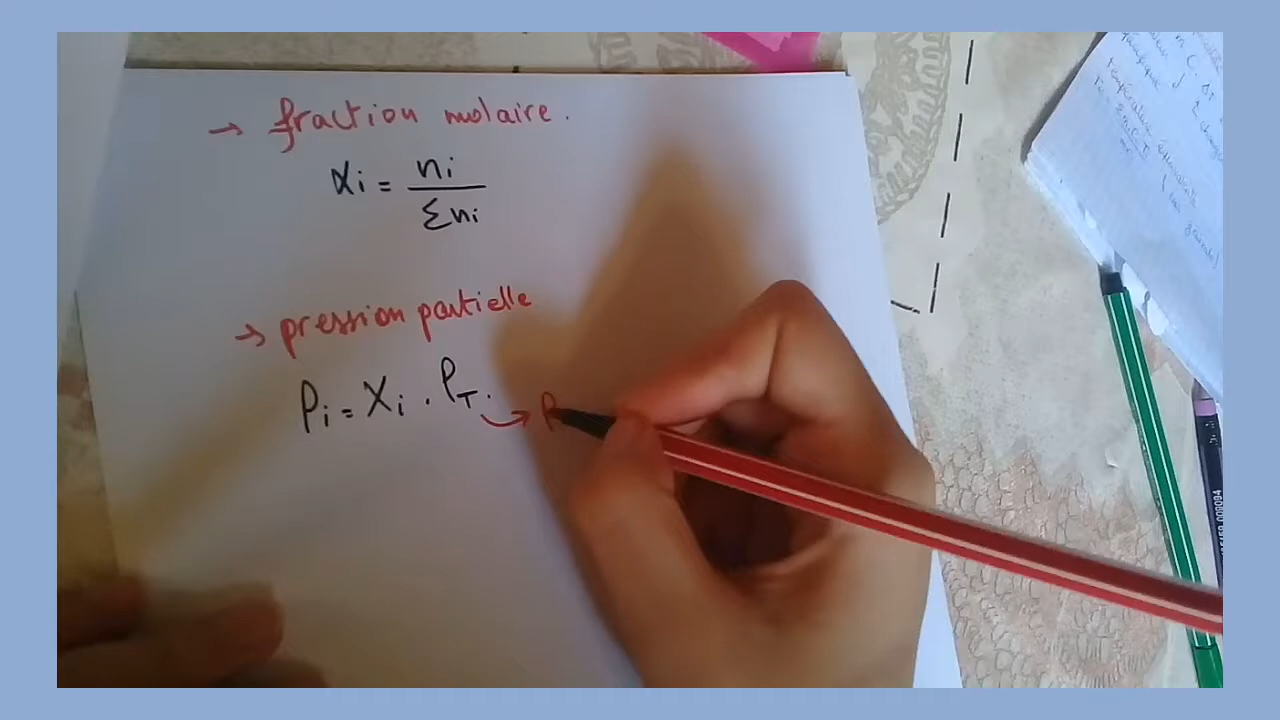 → fraction molaire.
xi = ni / Σni
→ pression partielle
Pi = Xi . PT.
→ P